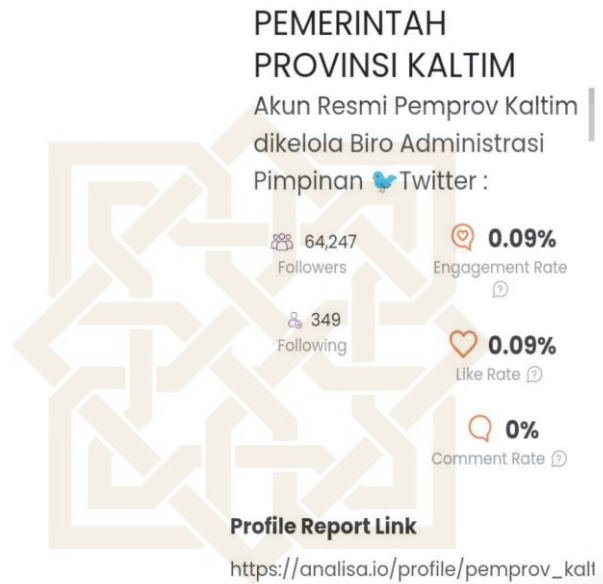 PEMERINTAH
PROVINSI KALTIM
Akun Resmi Pemprov Kaltim
dikelola Biro Administrasi
Pimpinan 🐦Twitter :
64,247
Followers
0.09%
Engagement Rate
349
Following
0.09%
Like Rate
0%
Comment Rate
Profile Report Link
https://analisa.io/profile/pemprov_kalt